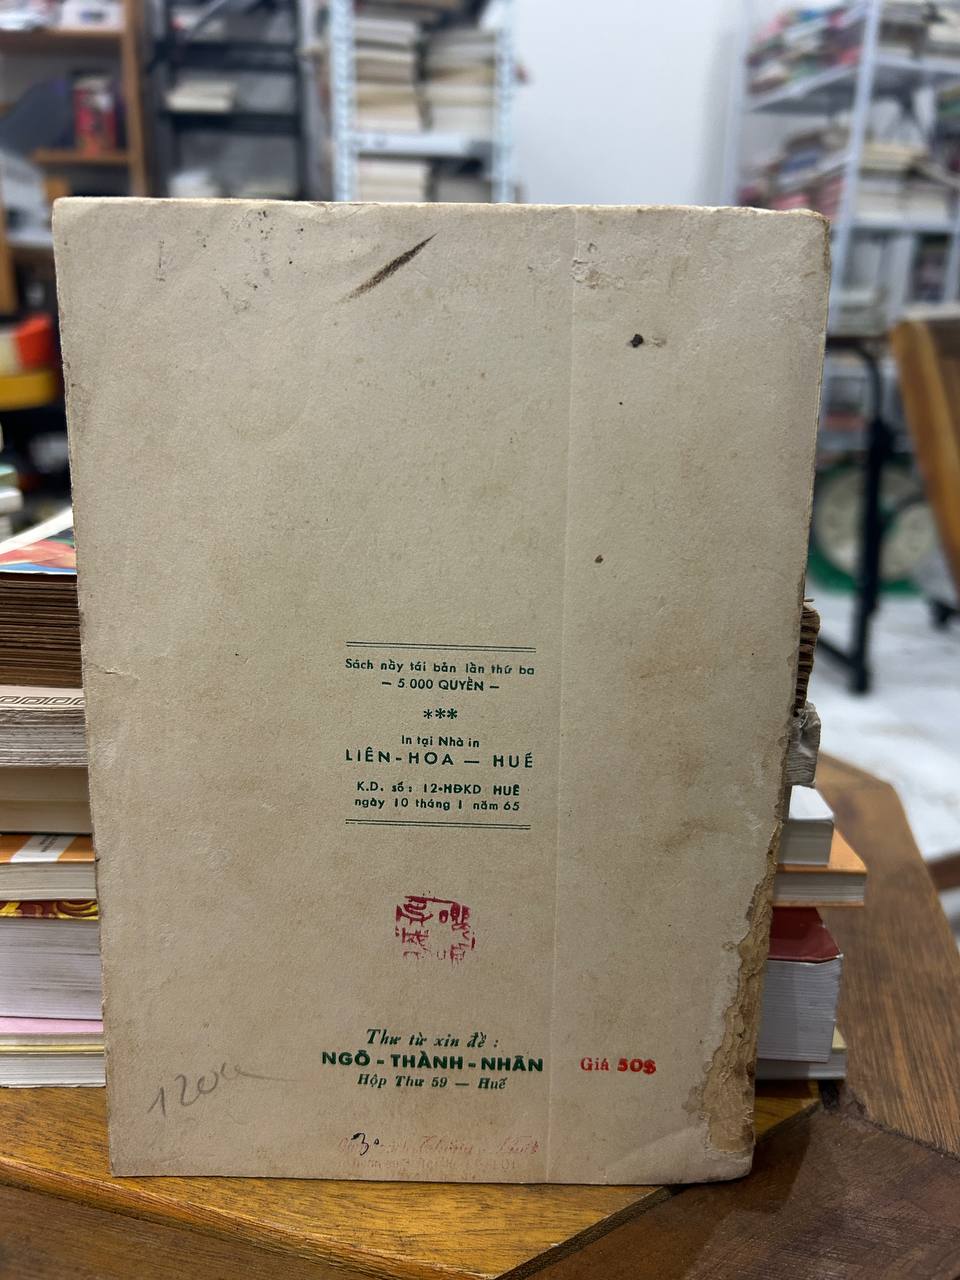 Sách nầy tái bản lần thứ ba
— 5.000 QUYỂN —
***
In tại Nhà in
LIÊN-HOA — HUẾ
K.D. số: 12-HĐKD HUẾ
ngày 10 tháng 1 năm 65
Thư từ xin đề :
NGÔ - THÀNH - NHÂN
Giá 50$
Hộp Thư 59 — Huế